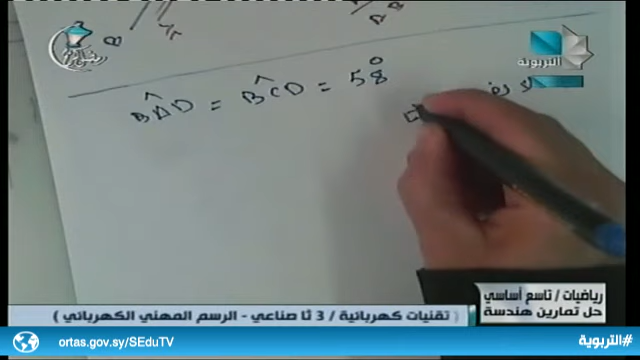 التربوية
BÂD = BĈD = 58°
رياضيات / تاسع أساسي
حل تمارين هندسة
( تقنيات كهربائية / 3 ثا صناعي - الرسم المهني الكهربائي )
ortas.gov.sy/SEduTV
#التربوية